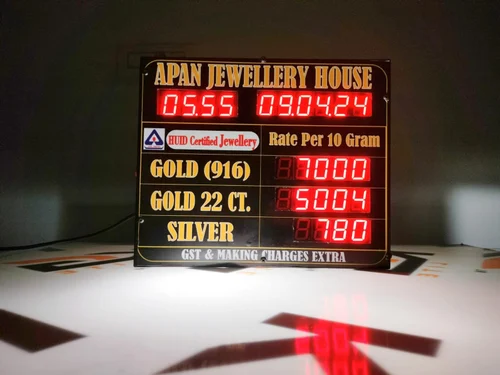 APAN JEWELLERY HOUSE
05.55 09.04.24
HUID Certified Jewellery Rate Per 10 Gram
GOLD (916) 7000
GOLD 22 CT. 5004
SILVER 780
GST & MAKING CHARGES EXTRA